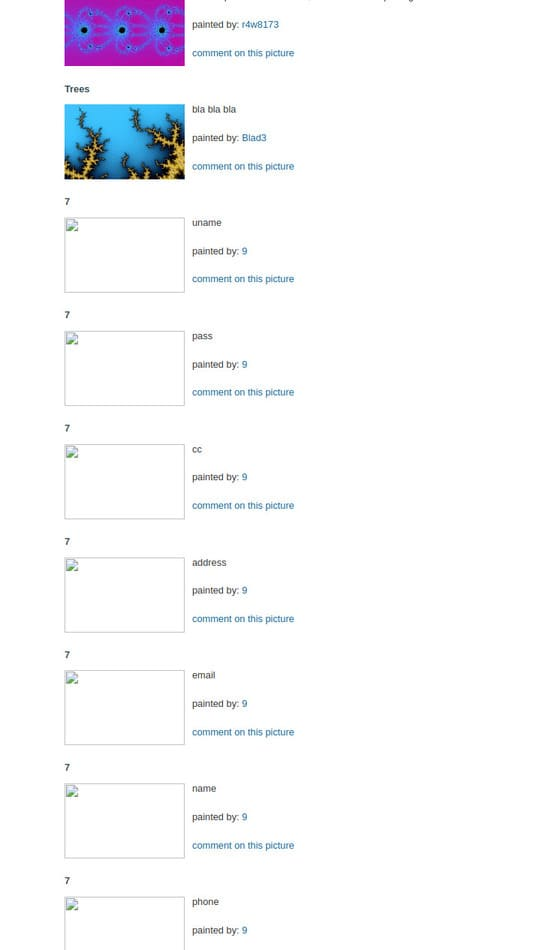 painted by: r4w8173
comment on this picture
Trees
bla bla bla
painted by: Blad3
comment on this picture
7
uname
painted by: 9
comment on this picture
7
pass
painted by: 9
comment on this picture
7
cc
painted by: 9
comment on this picture
7
address
painted by: 9
comment on this picture
7
email
painted by: 9
comment on this picture
7
name
painted by: 9
comment on this picture
7
phone
painted by: 9